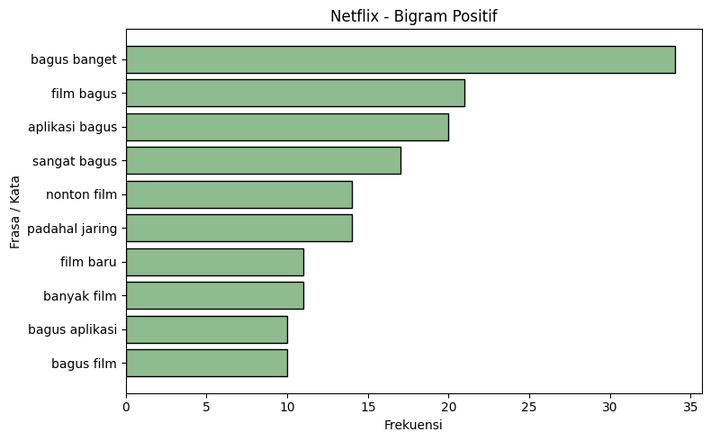 Netflix - Bigram Positif
Frasa / Kata
bagus banget
film bagus
aplikasi bagus
sangat bagus
nonton film
padahal jaring
film baru
banyak film
bagus aplikasi
bagus film
0 5 10 15 20 25 30 35
Frekuensi